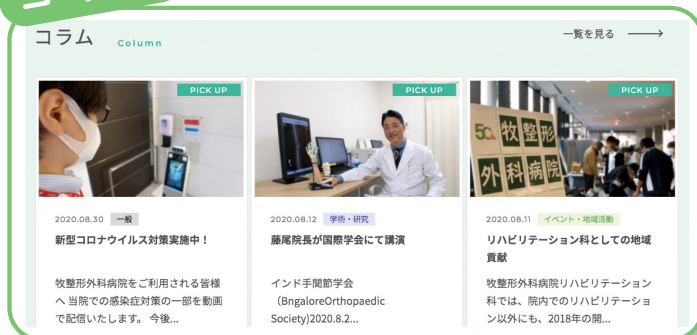 コラム
Column
一覧を見る
PICK UP
PICK UP
PICK UP
50th
牧整形
外科病院
2020.08.30 一般
新型コロナウイルス対策実施中！
牧整形外科病院をご利用される皆様
へ 当院での感染症対策の一部を動画
で配信いたします。 今後...
2020.08.12 学術・研究
藤尾院長が国際学会にて講演
インド手関節学会
（BngaloreOrthopaedic
Society)2020.8.2...
2020.08.11 イベント・地域活動
リハビリテーション科としての地域
貢献
牧整形外科病院リハビリテーション
科では、院内でのリハビリテーショ
ン以外にも、2018年の開...